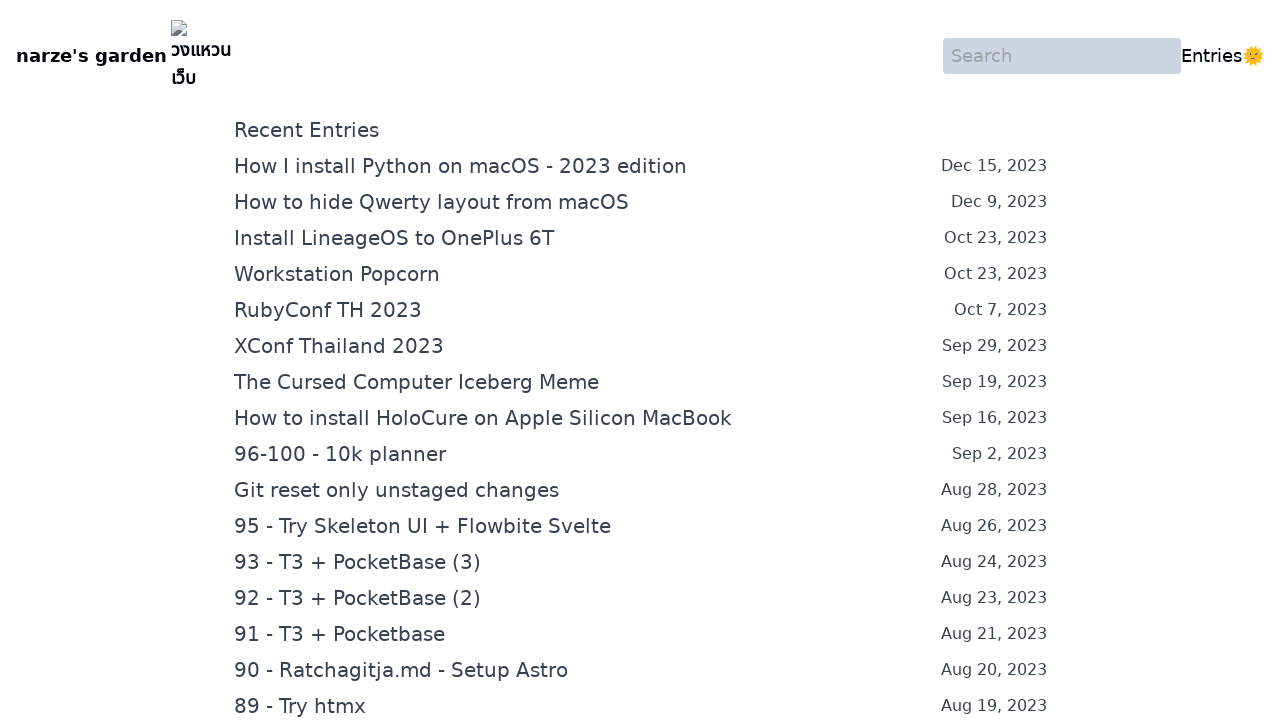 narze's garden
วงแหวน
เว็บ
Search
Entries🌞
Recent Entries
How I install Python on macOS - 2023 edition Dec 15, 2023
How to hide Qwerty layout from macOS Dec 9, 2023
Install LineageOS to OnePlus 6T Oct 23, 2023
Workstation Popcorn Oct 23, 2023
RubyConf TH 2023 Oct 7, 2023
XConf Thailand 2023 Sep 29, 2023
The Cursed Computer Iceberg Meme Sep 19, 2023
How to install HoloCure on Apple Silicon MacBook Sep 16, 2023
96-100 - 10k planner Sep 2, 2023
Git reset only unstaged changes Aug 28, 2023
95 - Try Skeleton UI + Flowbite Svelte Aug 26, 2023
93 - T3 + PocketBase (3) Aug 24, 2023
92 - T3 + PocketBase (2) Aug 23, 2023
91 - T3 + Pocketbase Aug 21, 2023
90 - Ratchagitja.md - Setup Astro Aug 20, 2023
89 - Try htmx Aug 19, 2023